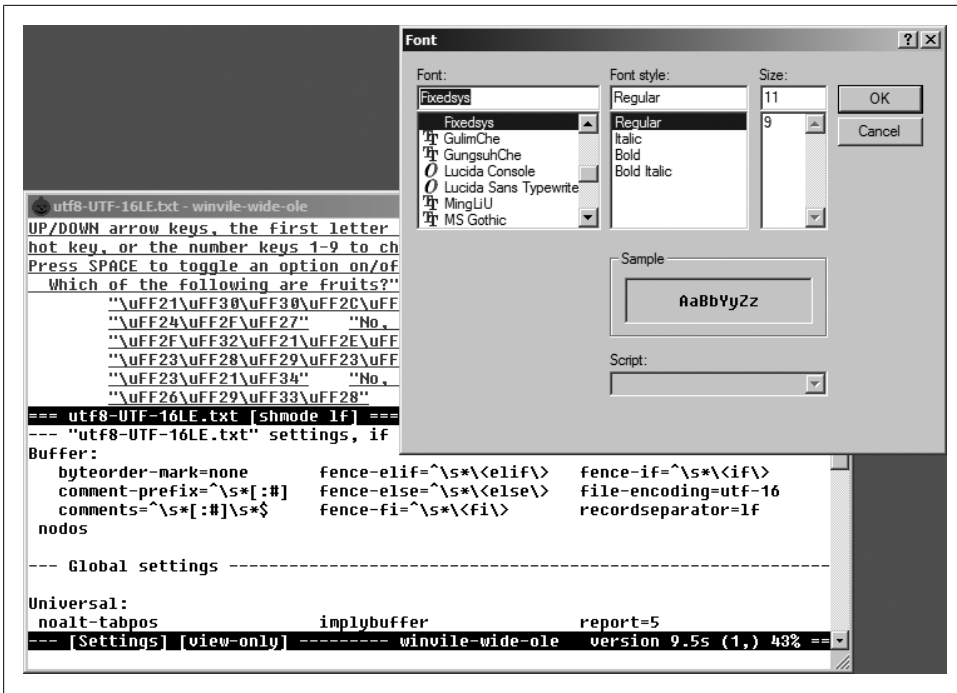 Font
Font:
Font style:
Size:
Fixedsys
Regular
11
OK
Cancel
Fixedsys
GulimChe
GungsuhChe
Lucida Console
Lucida Sans Typewrite
MingLiU
MS Gothic
Regular
Italic
Bold
Bold Italic
9
Sample
AaBbYyZz
Script:
utf8-UTF-16LE.txt - winvile-wide-ole
UP/DOWN arrow keys, the first letter
hot key, or the number keys 1-9 to ch
Press SPACE to toggle an option on/of
Which of the following are fruits?"
"\uFF21\uFF30\uFF30\uFF2C\uFF
"\uFF24\uFF2F\uFF27" "No,
"\uFF2F\uFF32\uFF21\uFF2E\uFF
"\uFF23\uFF28\uFF29\uFF23\uFF
"\uFF23\uFF21\uFF34" "No,
"\uFF26\uFF29\uFF33\uFF28"
=== utf8-UTF-16LE.txt [shmode lf] ===
--- "utf8-UTF-16LE.txt" settings, if
Buffer:
byteorder-mark=none fence-elif=^\s*\<elif\> fence-if=^\s*\<if\>
comment-prefix=^\s*[:#] fence-else=^\s*\<else\> file-encoding=utf-16
comments=^\s*[:#]\s*$ fence-fi=^\s*\<fi\> recordseparator=lf
nodos
--- Global settings ------------------------------------------------------------
Universal:
noalt-tabpos implybuffer report=5
--- [Settings] [view-only] --------- winvile-wide-ole version 9.5s (1,) 43% ==